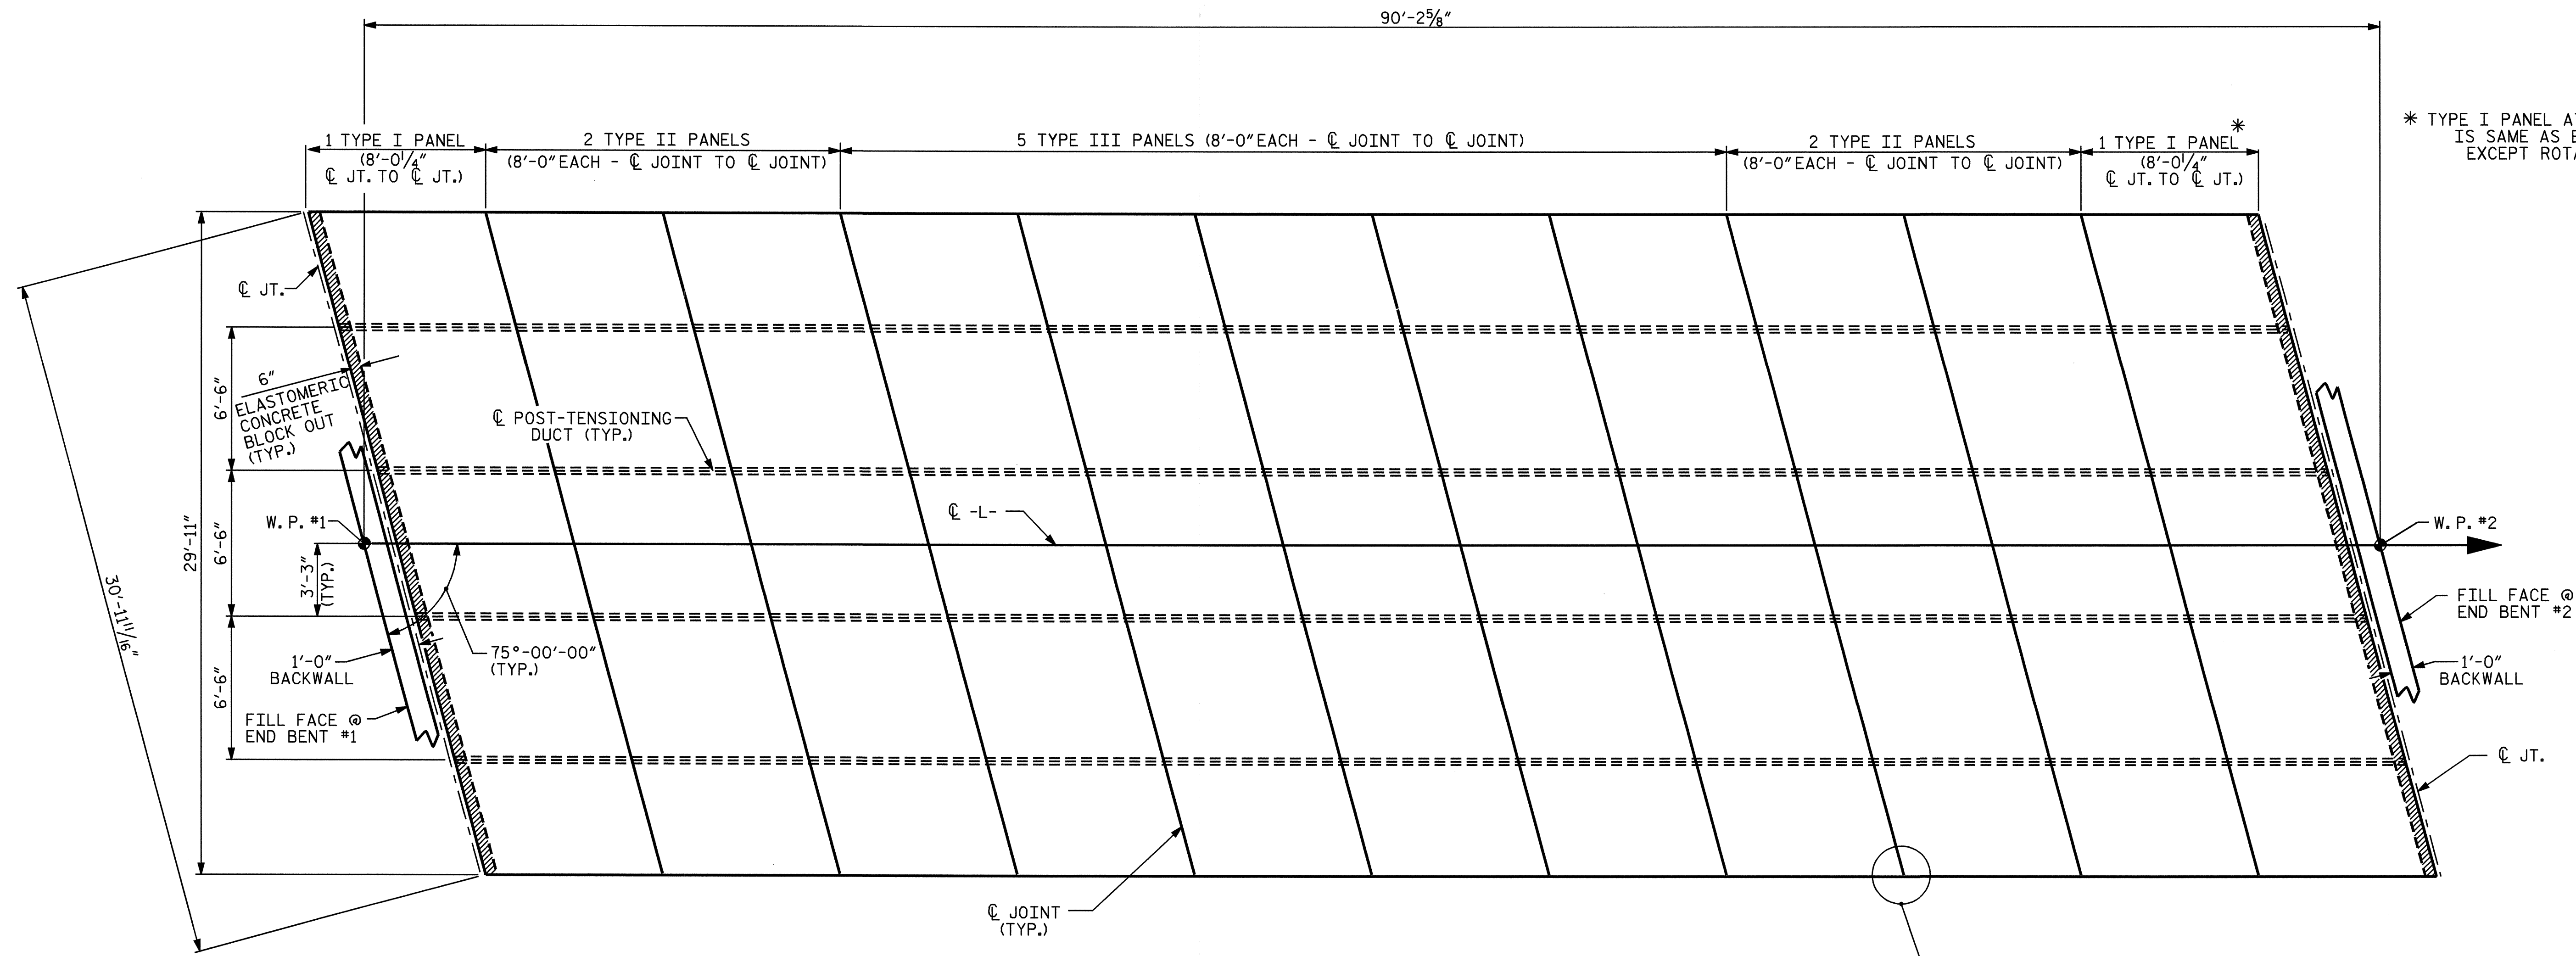 90'-2⅝"
1 TYPE I PANEL
(8'-0¼"
℄ JT. TO ℄ JT.)
2 TYPE II PANELS
(8'-0" EACH - ℄ JOINT TO ℄ JOINT)
5 TYPE III PANELS (8'-0" EACH - ℄ JOINT TO ℄ JOINT)
2 TYPE II PANELS
(8'-0" EACH - ℄ JOINT TO ℄ JOINT)
*
1 TYPE I PANEL
(8'-0¼"
℄ JT. TO ℄ JT.)
* TYPE I PANEL
IS SAME AS
EXCEPT
℄ JT.
6"
ELASTOMERIC
CONCRETE
BLOCK OUT
(TYP.)
6'-6"
6'-6"
6'-6"
3'-3"
(TYP.)
29'-11"
30'-11 11/16"
℄ POST-TENSIONING
DUCT (TYP.)
W.P. #1
℄ -L-
W.P. #2
75°-00'-00"
(TYP.)
1'-0"
BACKWALL
FILL FACE @
END BENT #1
FILL FACE @
END BENT #2
1'-0"
BACKWALL
℄ JT.
℄ JOINT
(TYP.)